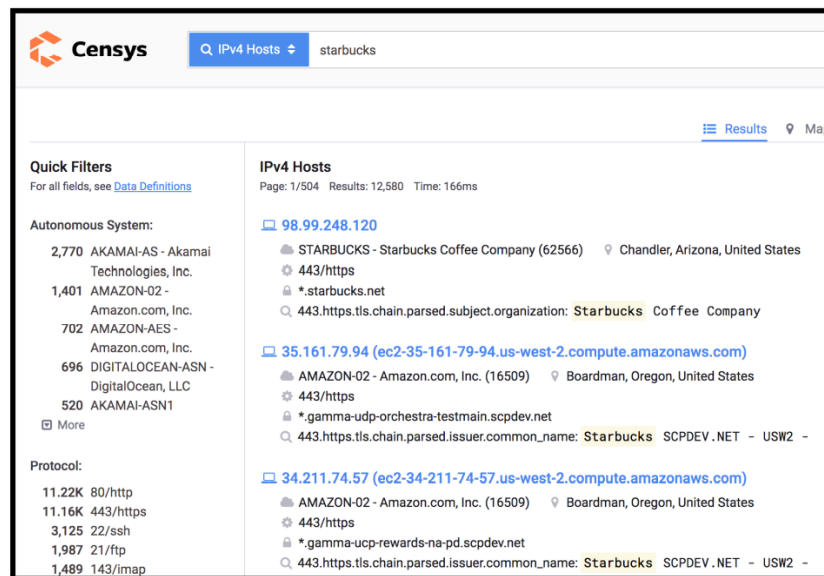 Censys
IPv4 Hosts
starbucks
Results
Quick Filters
For all fields, see Data Definitions
Autonomous System:
2,770 AKAMAI-AS - Akamai
Technologies, Inc.
1,401 AMAZON-02 -
Amazon.com, Inc.
702 AMAZON-AES -
Amazon.com, Inc.
696 DIGITALOCEAN-ASN -
DigitalOcean, LLC
520 AKAMAI-ASN1
More
Protocol:
11.22K 80/http
11.16K 443/https
3,125 22/ssh
1,987 21/ftp
1,489 143/imap
IPv4 Hosts
Page: 1/504 Results: 12,580 Time: 166ms
98.99.248.120
STARBUCKS - Starbucks Coffee Company (62566) Chandler, Arizona, United States
443/https
*.starbucks.net
443.https.tls.chain.parsed.subject.organization: Starbucks Coffee Company
35.161.79.94 (ec2-35-161-79-94.us-west-2.compute.amazonaws.com)
AMAZON-02 - Amazon.com, Inc. (16509) Boardman, Oregon, United States
443/https
*.gamma-udp-orchestra-testmain.scpdev.net
443.https.tls.chain.parsed.issuer.common_name: Starbucks SCPDEV.NET - USW2 -
34.211.74.57 (ec2-34-211-74-57.us-west-2.compute.amazonaws.com)
AMAZON-02 - Amazon.com, Inc. (16509) Boardman, Oregon, United States
443/https
*.gamma-ucp-rewards-na-pd.scpdev.net
443.https.tls.chain.parsed.issuer.common_name: Starbucks SCPDEV.NET - USW2 -